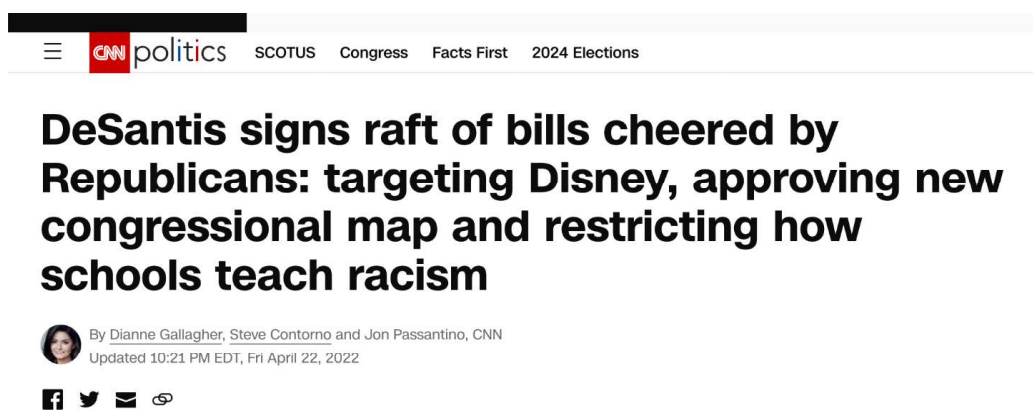 CNN politics SCOTUS Congress Facts First 2024 Elections
DeSantis signs raft of bills cheered by
Republicans: targeting Disney, approving new
congressional map and restricting how
schools teach racism
By Dianne Gallagher, Steve Contorno and Jon Passantino, CNN
Updated 10:21 PM EDT, Fri April 22, 2022